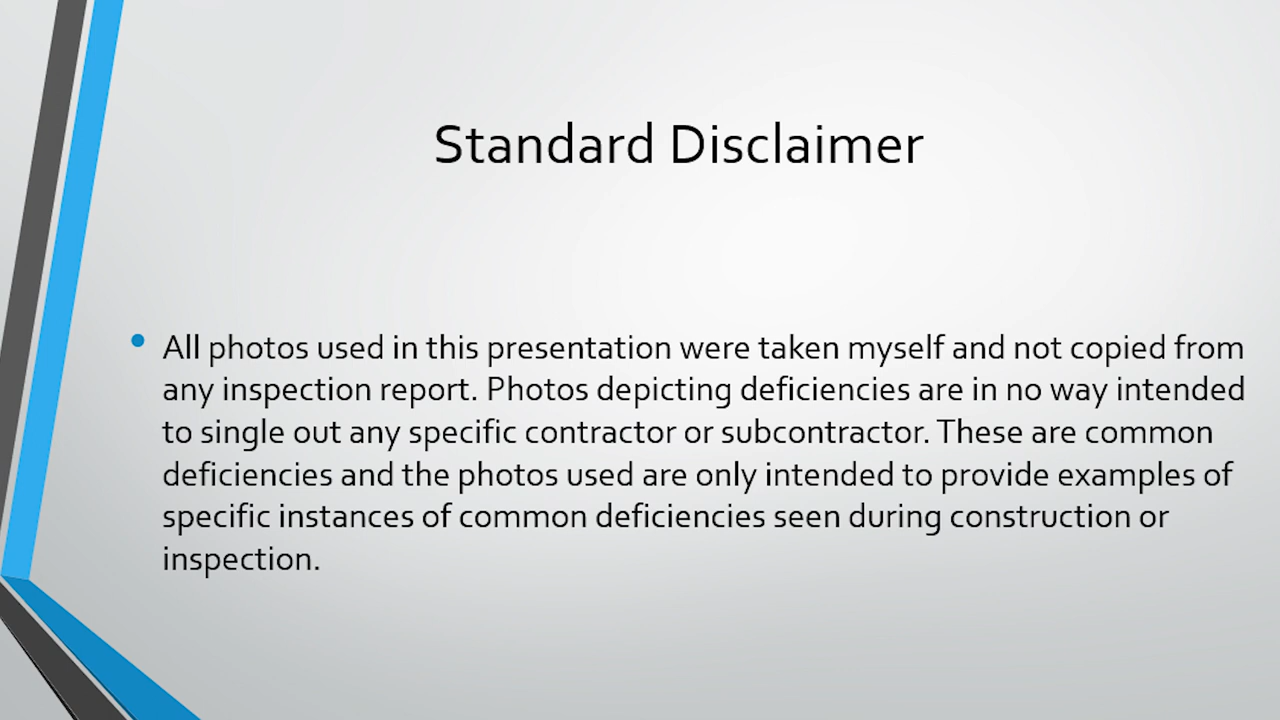 Standard Disclaimer
• All photos used in this presentation were taken myself and not copied from
any inspection report. Photos depicting deficiencies are in no way intended
to single out any specific contractor or subcontractor. These are common
deficiencies and the photos used are only intended to provide examples of
specific instances of common deficiencies seen during construction or
inspection.